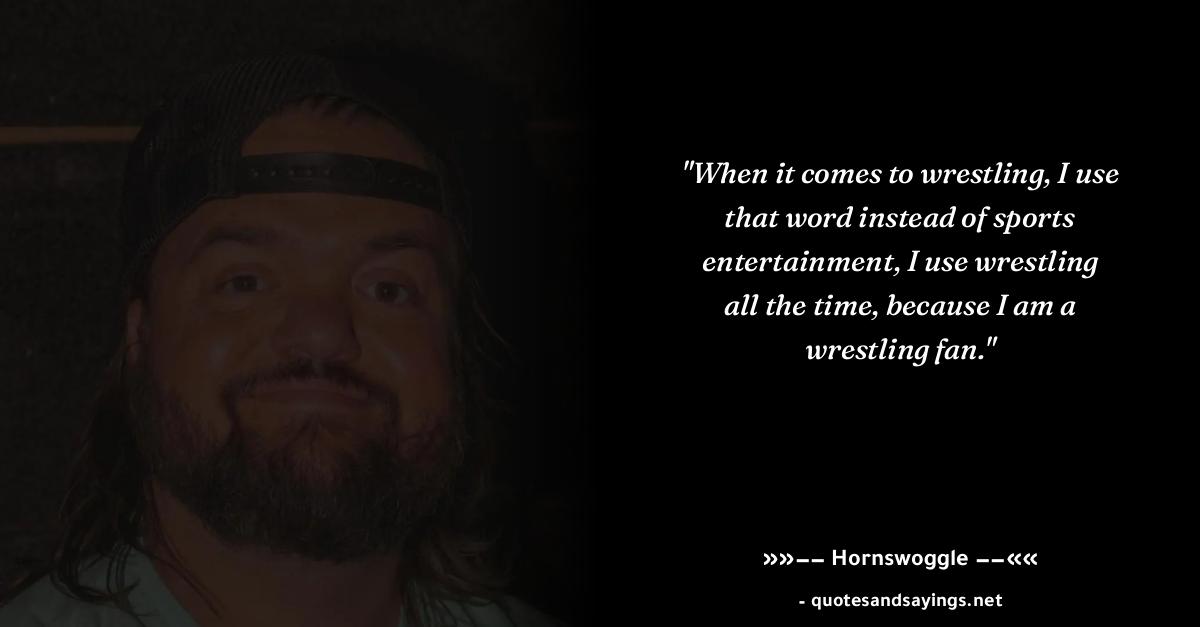 "When it comes to wrestling, I use
that word instead of sports
entertainment, I use wrestling
all the time, because I am a
wrestling fan."
»»−− Hornswoggle −−««
- quotesandsayings.net